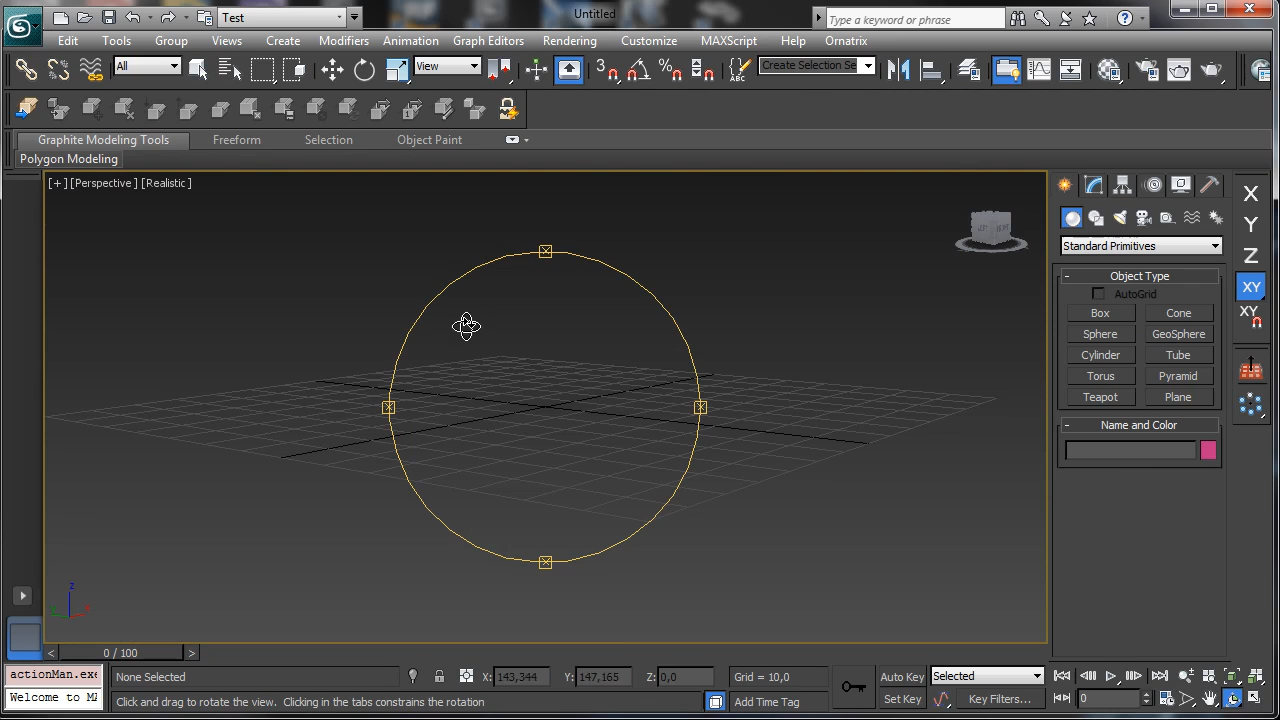 Test
Untitled
Type a keyword or phrase
Edit Tools Group Views Create Modifiers Animation Graph Editors Rendering Customize MAXScript Help Ornatrix
All
View
3
%
ABC
Create Selection Se
Graphite Modeling Tools Freeform Selection Object Paint
Polygon Modeling
[+] [Perspective] [Realistic]
X
Y
Z
XY
XY
Standard Primitives
- Object Type
AutoGrid
Box Cone
Sphere GeoSphere
Cylinder Tube
Torus Pyramid
Teapot Plane
- Name and Color
z
< 0 / 100 >
actionMan.exe
None Selected
X: 143,344 Y: 147,165 Z: 0,0
Grid = 10,0
Auto Key
Selected
Welcome to MA
Click and drag to rotate the view. Clicking in the tabs constrains the rotation
Add Time Tag
Set Key
Key Filters...
0